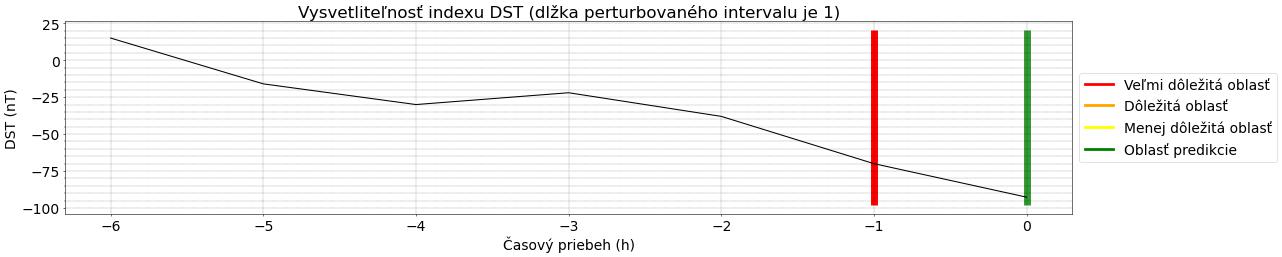 Vysvetliteľnosť indexu DST (dlžka perturbovaného intervalu je 1)
DST (nT)
25
0
−25
−50
−75
−100
−6 −5 −4 −3 −2 −1 0
Časový priebeh (h)
Veľmi dôležitá oblasť
Dôležitá oblasť
Menej dôležitá oblasť
Oblasť predikcie